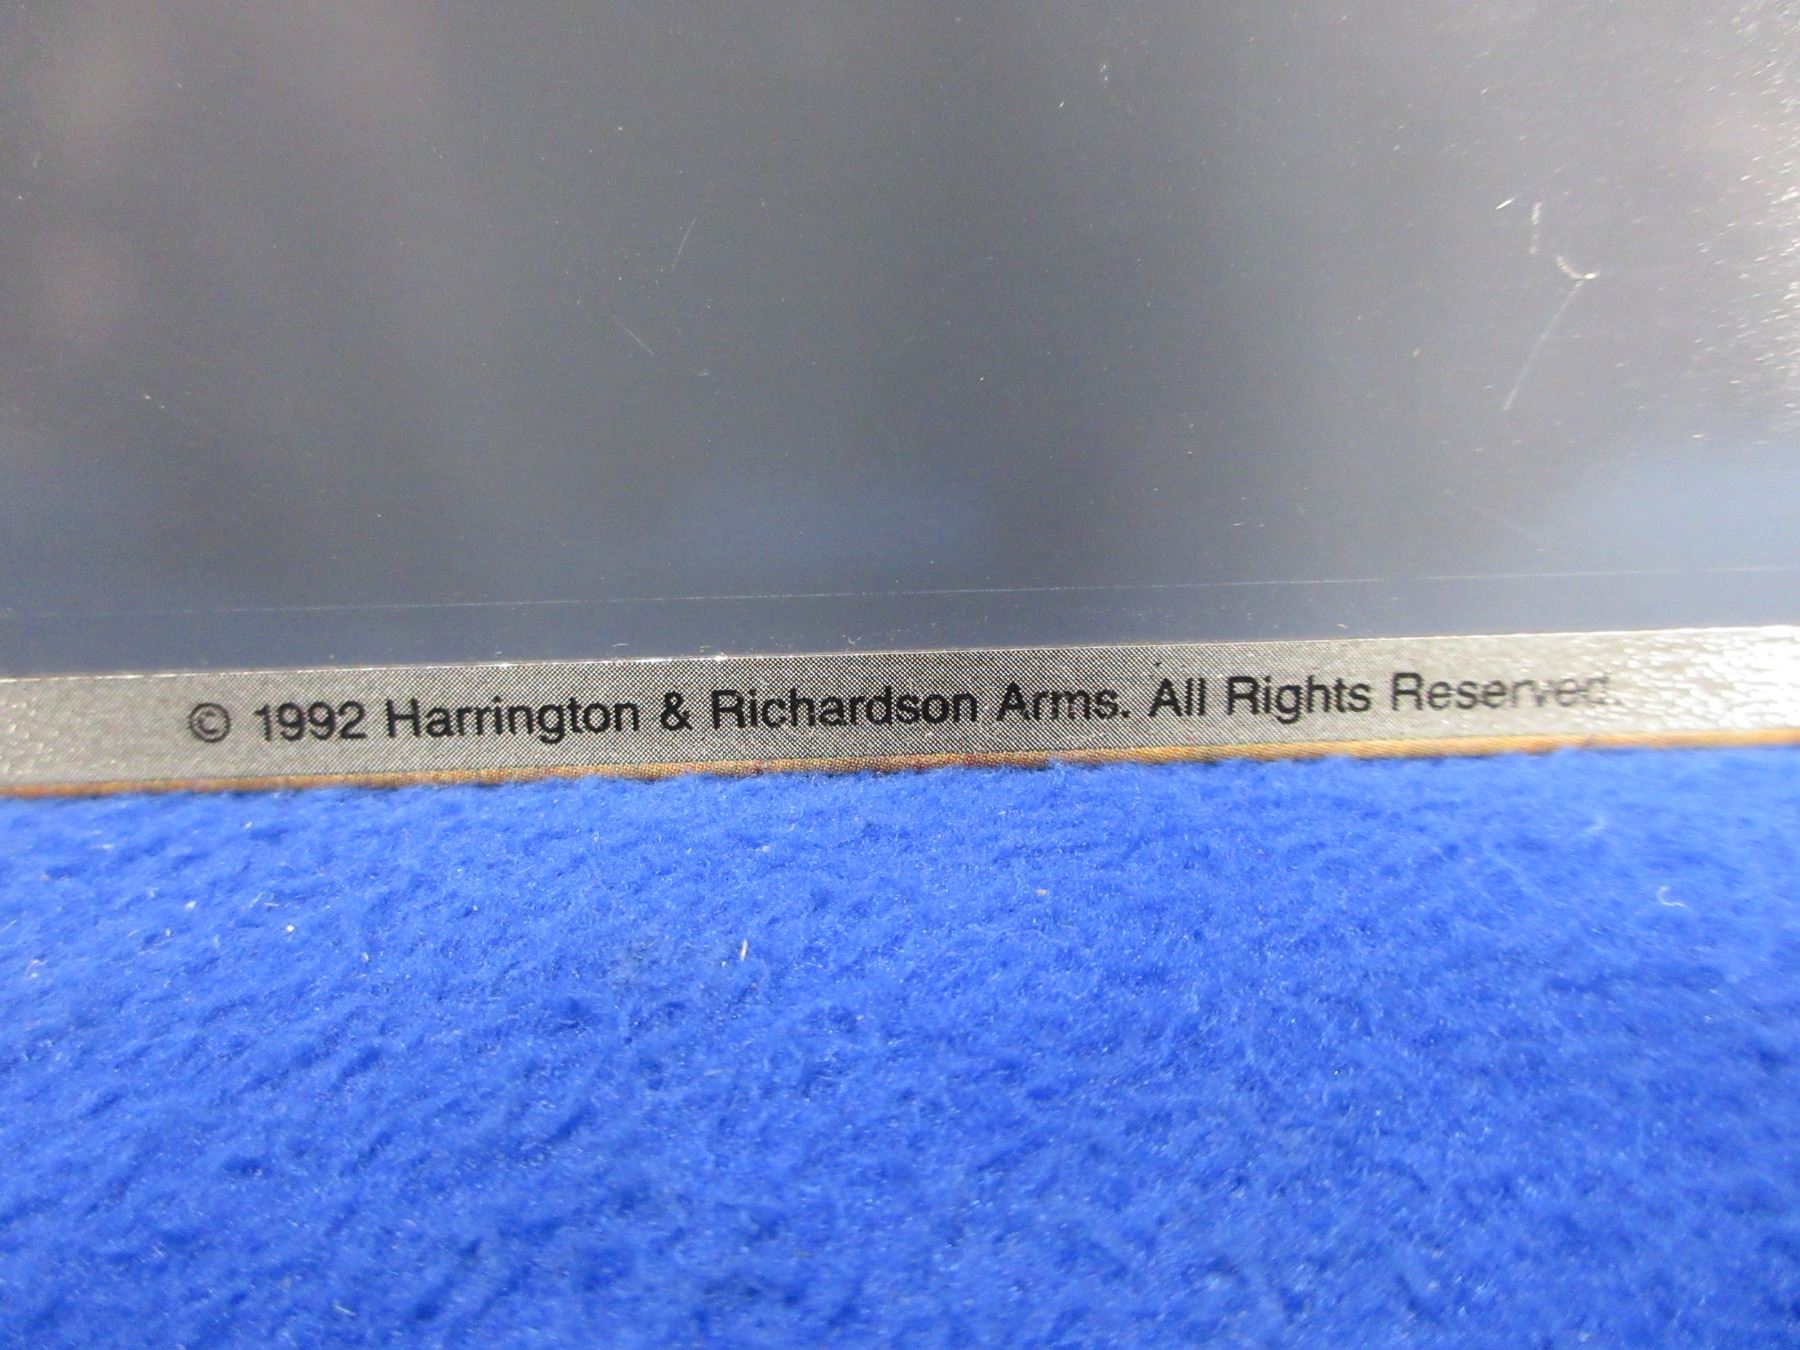 © 1992 Harrington & Richardson Arms. All Rights Reserved.